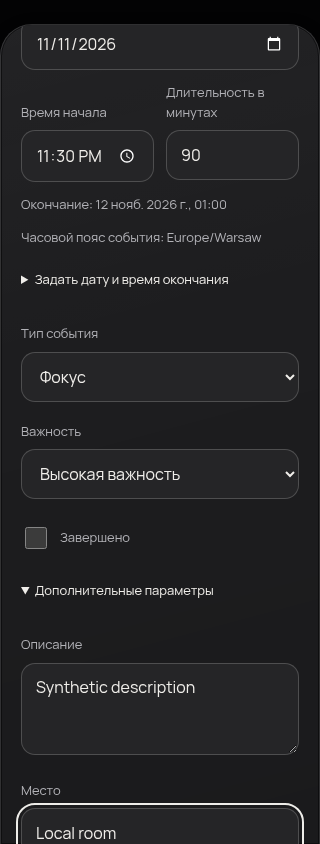 11/11/2026
Длительность в
минутах
Время начала
11:30 PM
90
Окончание: 12 нояб. 2026 г., 01:00
Часовой пояс события: Europe/Warsaw
Задать дату и время окончания
Тип события
Фокус
Важность
Высокая важность
Завершено
Дополнительные параметры
Описание
Synthetic description
Место
Local room